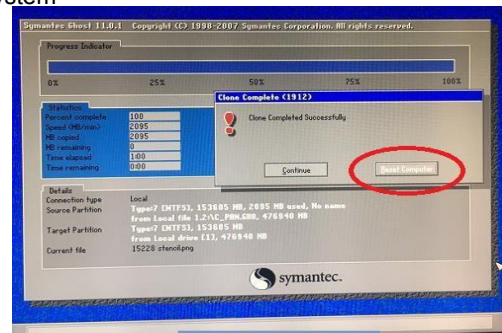 ystem
Symantec Ghost 11.0.1 Copyright (C) 1998-2007 Symantec Corporation. All rights reserved.
Progress Indicator
0% 25% 50% 75% 100%
Clone Complete (1912)
Clone Completed Successfully
Continue Reset Computer
Statistics
Percent complete 100
Speed (MB/min) 2095
MB copied 2095
MB remaining 0
Time elapsed 1:00
Time remaining 0:00
Details
Connection type Local
Source Partition Type:7 [NTFS], 153605 MB, 2095 MB used, No name
from Local file 1.2:\C_PAN.GHO, 476940 MB
Target Partition Type:7 [NTFS], 153605 MB
from Local drive [1], 476940 MB
Current file 15228 stencil.png
symantec.